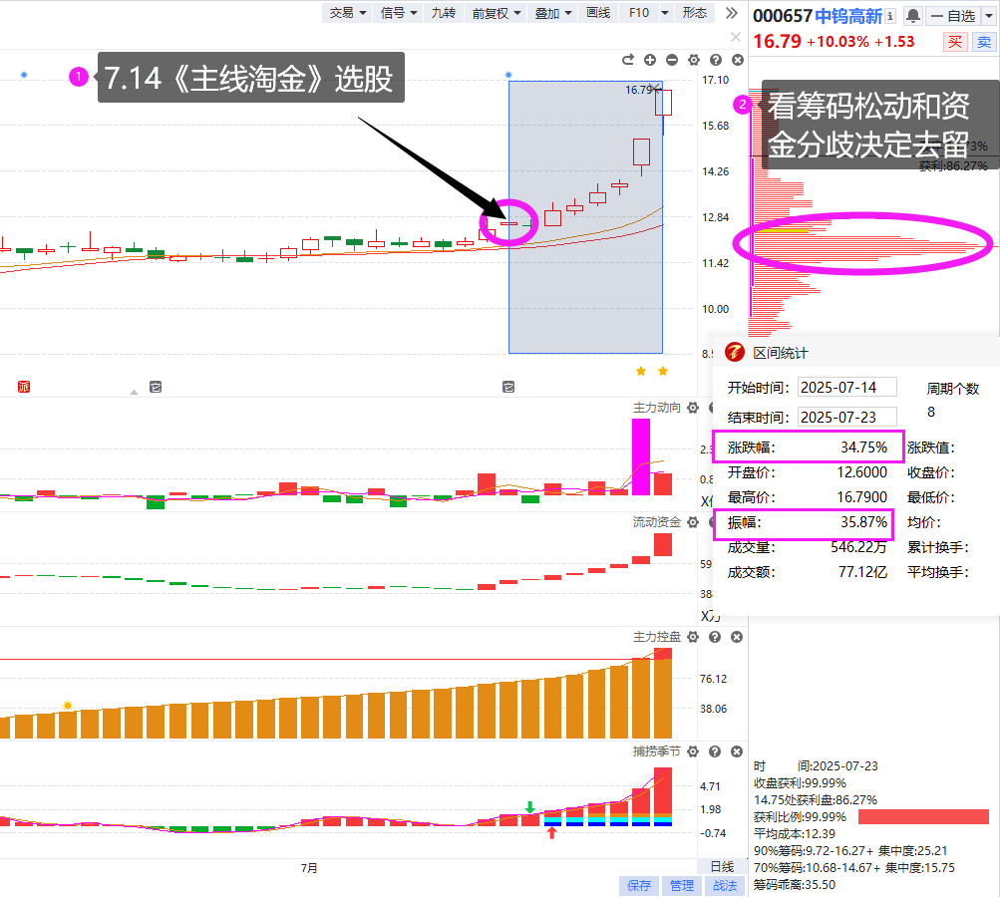 交易 信号 九转 前复权 叠加 画线 F10 形态
000657 中钨高新 自选
16.79 +10.03% +1.53 买 卖
1 7.14《主线淘金》选股
2 看筹码松动和资
金分歧决定去留
获利:86.27%
16.79
17.10
15.68
14.26
12.84
11.42
10.00
派
区间统计
开始时间: 2025-07-14 周期个数
结束时间: 2025-07-23 8
涨跌幅: 34.75% 涨跌值:
开盘价: 12.6000 收盘价:
最高价: 16.7900 最低价:
振幅: 35.87% 均价:
成交量: 546.22万 累计换手:
成交额: 77.12亿 平均换手:
主力动向
流动资金
X万
主力控盘
76.12
38.06
捕捞季节
4.71
1.98
-0.74
7月
日线
保存 管理 战法
时 间:2025-07-23
收盘获利:99.99%
14.75处获利盘:86.27%
获利比例:99.99%
平均成本:12.39
90%筹码:9.72-16.27+ 集中度:25.21
70%筹码:10.68-14.67+ 集中度:15.75
筹码乖离:35.50